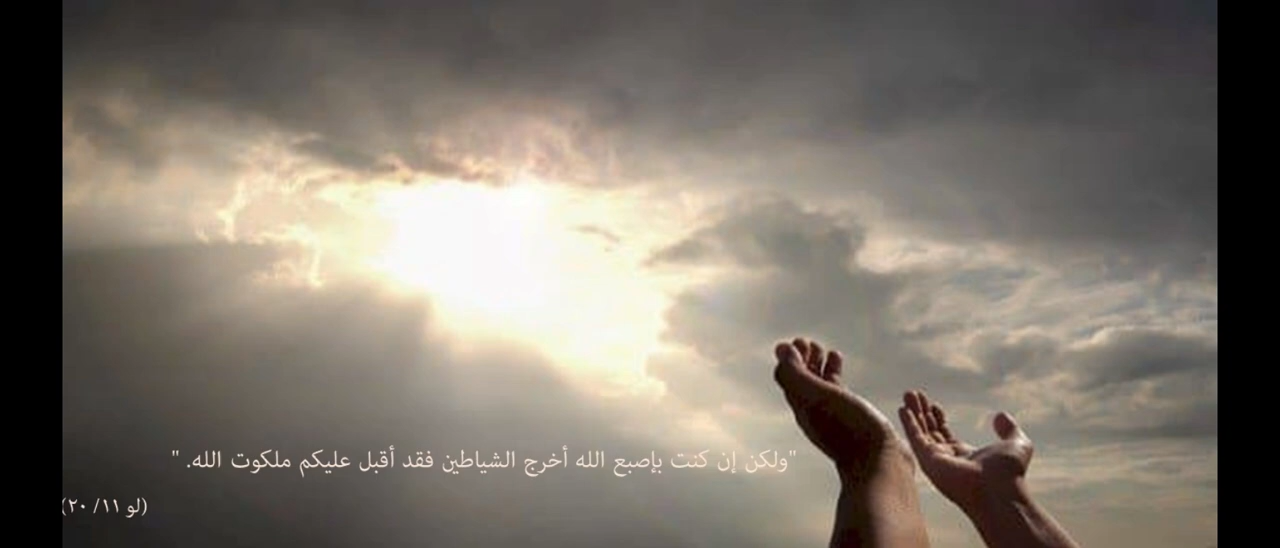 "ولكن إن كنت بإصبع الله أخرج الشياطين فقد أقبل عليكم ملكوت الله. "
(لو ١١/ ٢٠)